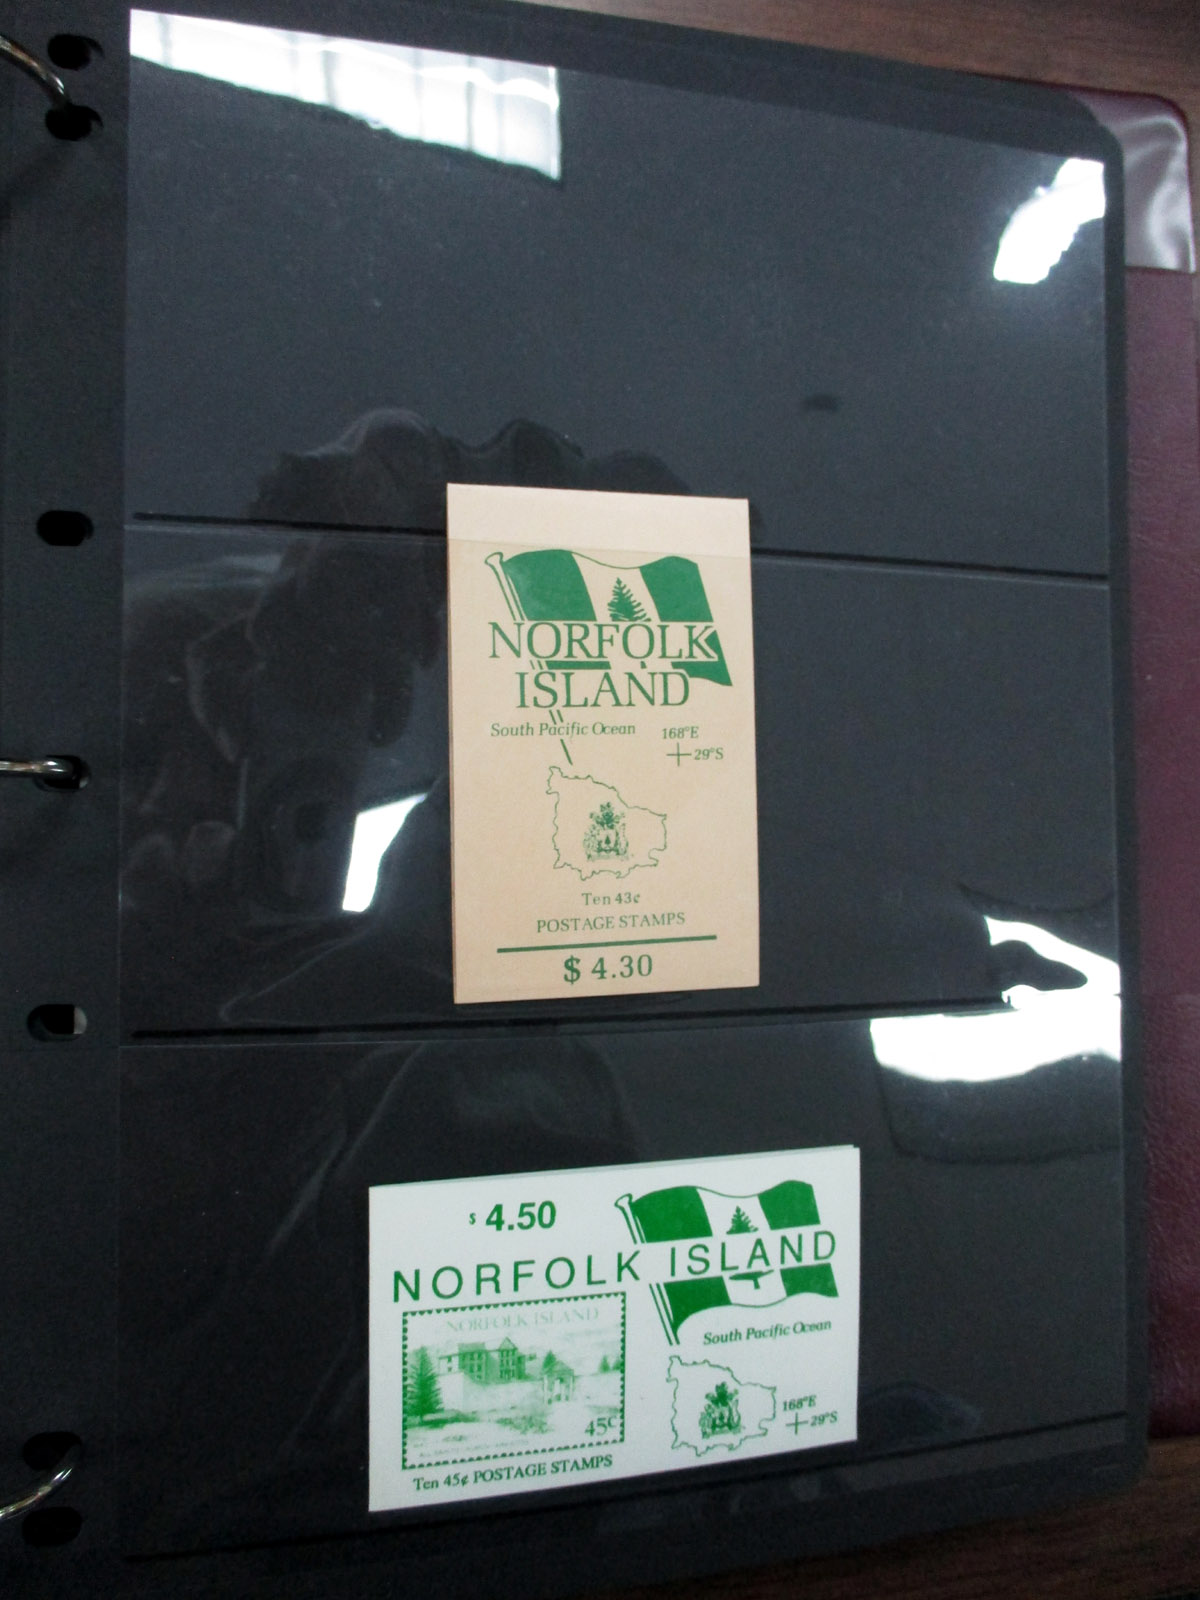 NORFOLK
ISLAND
South Pacific Ocean
168°E
29°S
Ten 43¢
POSTAGE STAMPS
$ 4.30
$ 4.50
NORFOLK ISLAND
NORFOLK ISLAND
45c
South Pacific Ocean
168°E
29°S
Ten 45¢ POSTAGE STAMPS